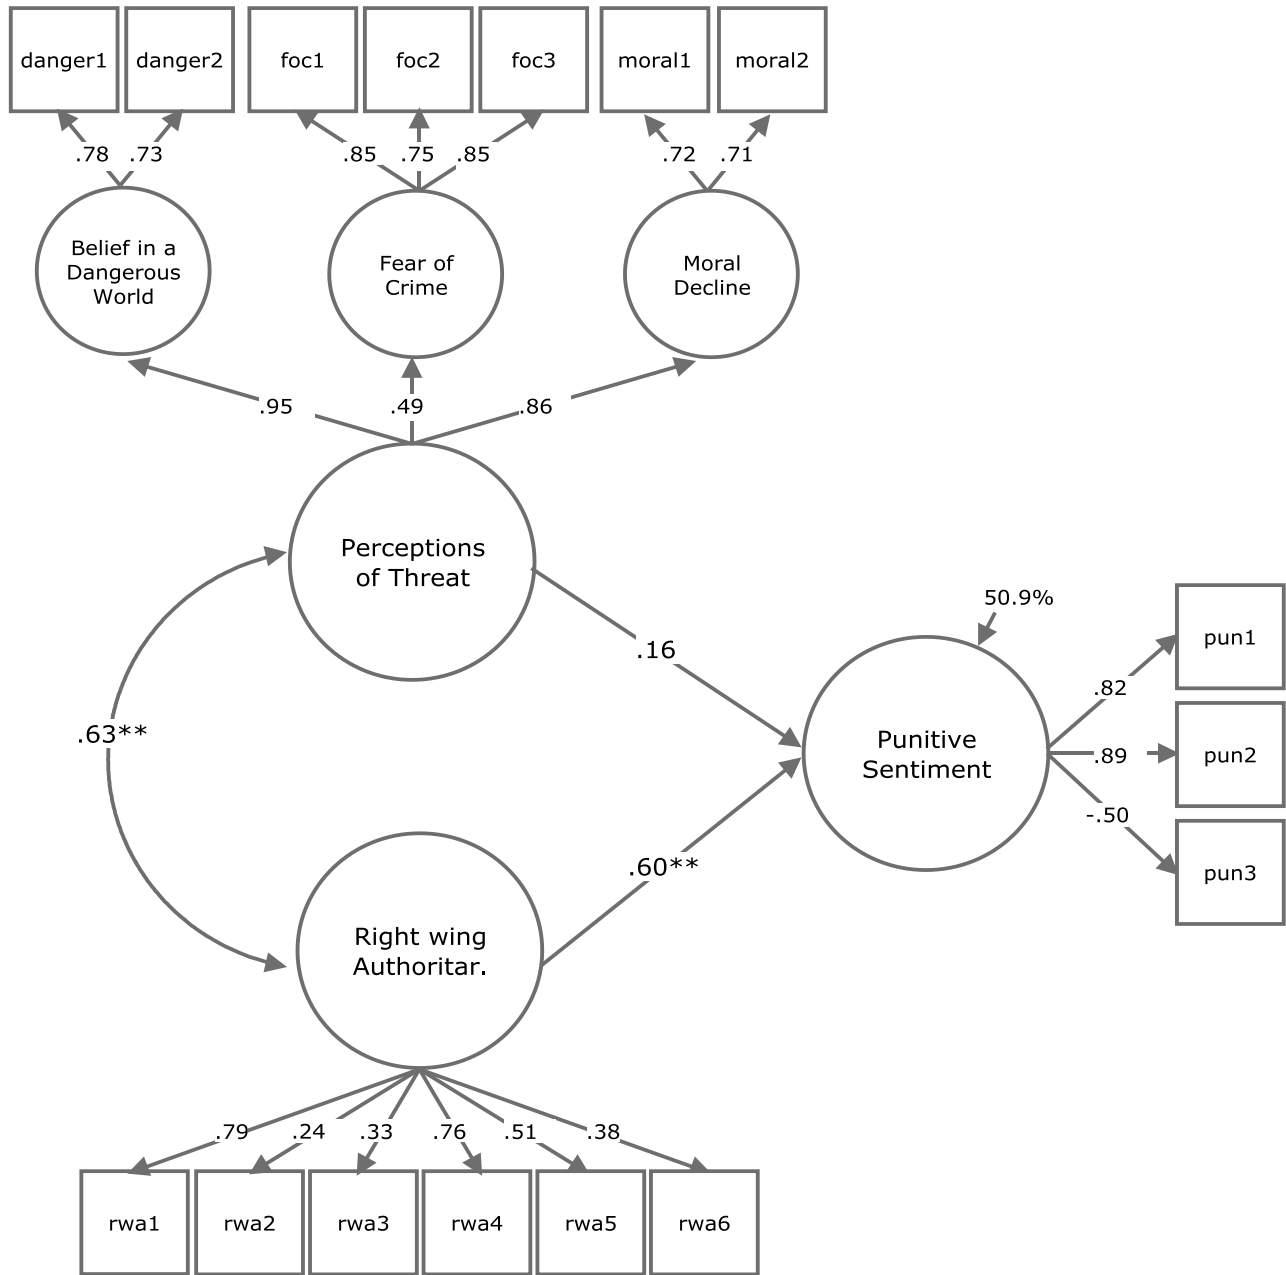 danger1 danger2 foc1 foc2 foc3 moral1 moral2
.78 .73 .85 .75 .85 .72 .71
Belief in a
Dangerous
World
Fear of
Crime
Moral
Decline
.95 .49 .86
Perceptions
of Threat
50.9%
pun1
.16
.82
.63**
Punitive
Sentiment
.89
pun2
-.50
.60**
pun3
Right wing
Authoritar.
.79 .24 .33 .76 .51 .38
rwa1 rwa2 rwa3 rwa4 rwa5 rwa6